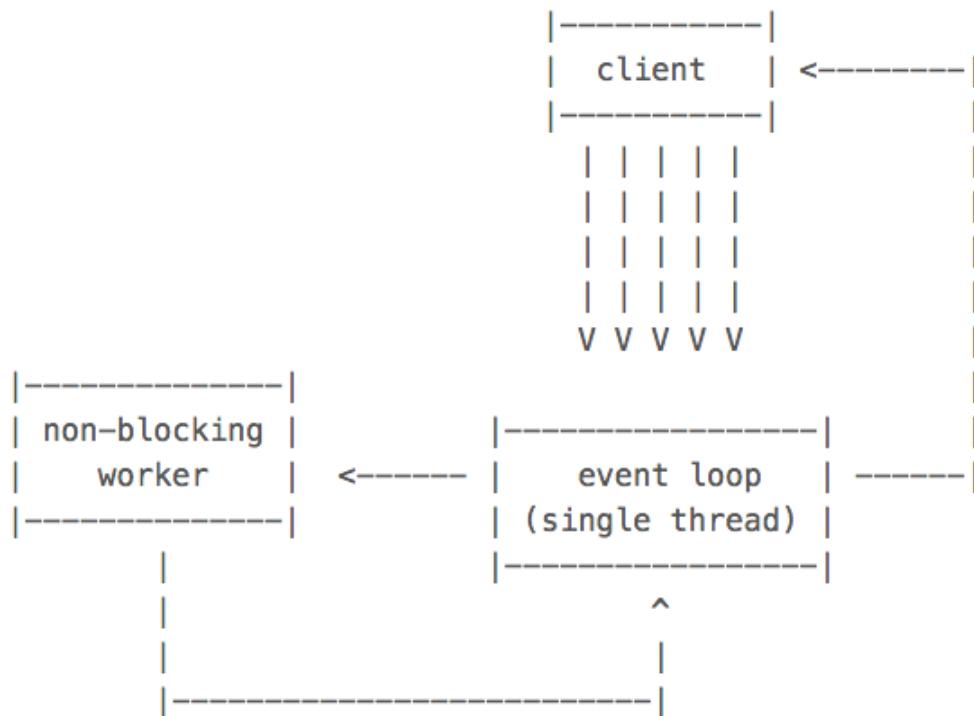 client
non-blocking
worker
event loop
(single thread)